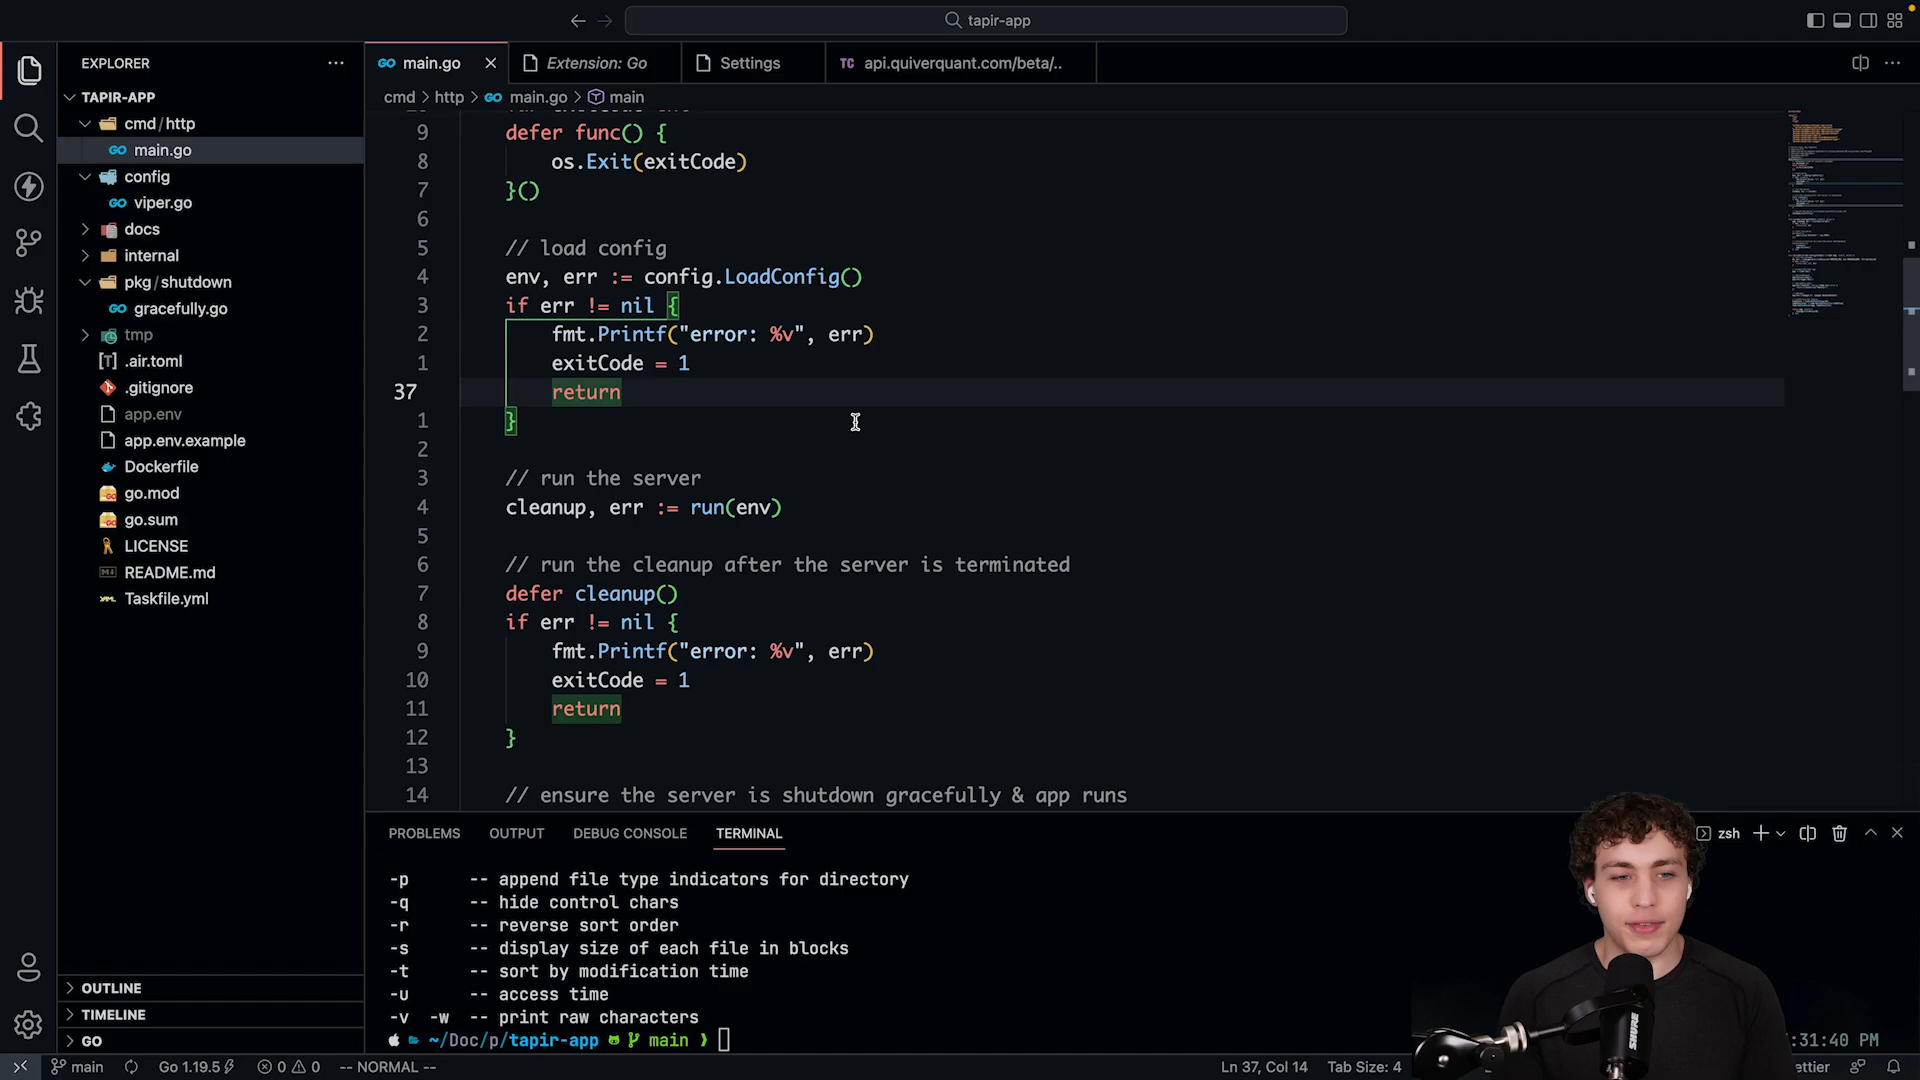 tapir-app
EXPLORER
main.go
Extension: Go
Settings
TC api.quiverquant.com/beta/..
TAPIR-APP
cmd > http > main.go > main
cmd/http
main.go
config
viper.go
docs
internal
pkg/shutdown
gracefully.go
tmp
.air.toml
.gitignore
app.env
app.env.example
Dockerfile
go.mod
go.sum
LICENSE
README.md
Taskfile.yml
OUTLINE
TIMELINE
GO
9 defer func() {
8 os.Exit(exitCode)
7 }()
6
5 // load config
4 env, err := config.LoadConfig()
3 if err != nil {
2 fmt.Printf("error: %v", err)
1 exitCode = 1
37 return
1 }
2
3 // run the server
4 cleanup, err := run(env)
5
6 // run the cleanup after the server is terminated
7 defer cleanup()
8 if err != nil {
9 fmt.Printf("error: %v", err)
10 exitCode = 1
11 return
12 }
13
14 // ensure the server is shutdown gracefully & app runs
PROBLEMS OUTPUT DEBUG CONSOLE TERMINAL
zsh
-p -- append file type indicators for directory
-q -- hide control chars
-r -- reverse sort order
-s -- display size of each file in blocks
-t -- sort by modification time
-u -- access time
-v -w -- print raw characters
~/Doc/p/tapir-app main ❯
:31:40 PM
SHURE
main Go 1.19.5 0 0 -- NORMAL -- Ln 37, Col 14 Tab Size: 4 ettier